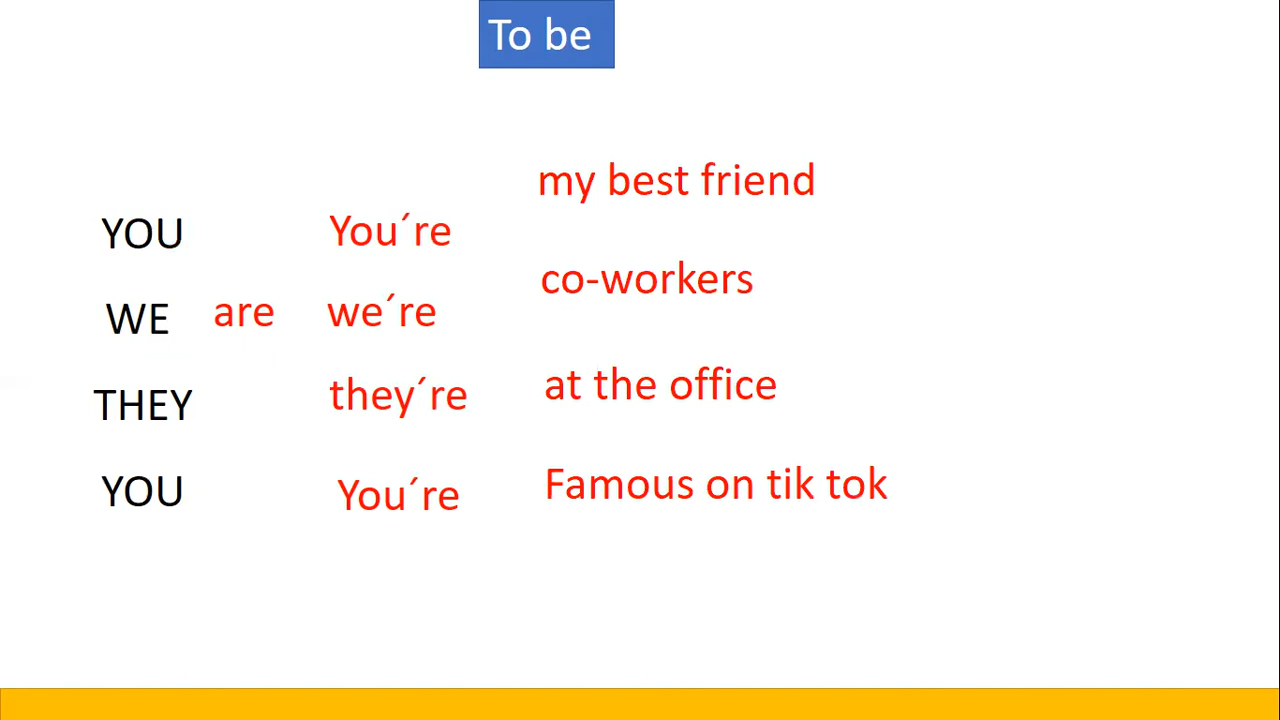 To be
my best friend
YOU You´re
co-workers
WE are we´re
at the office
THEY they´re
Famous on tik tok
YOU You´re